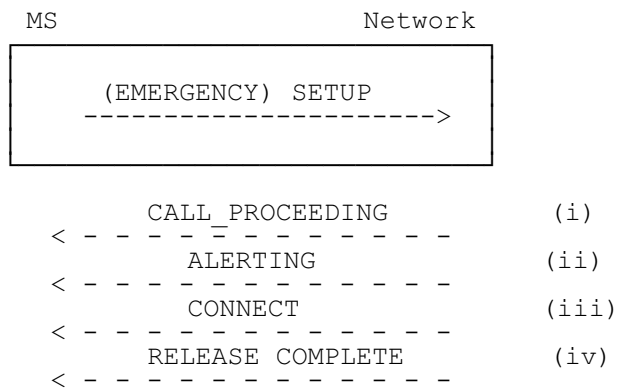 MS Network
(EMERGENCY) SETUP
CALL_PROCEEDING (i)
ALERTING (ii)
CONNECT (iii)
RELEASE COMPLETE (iv)